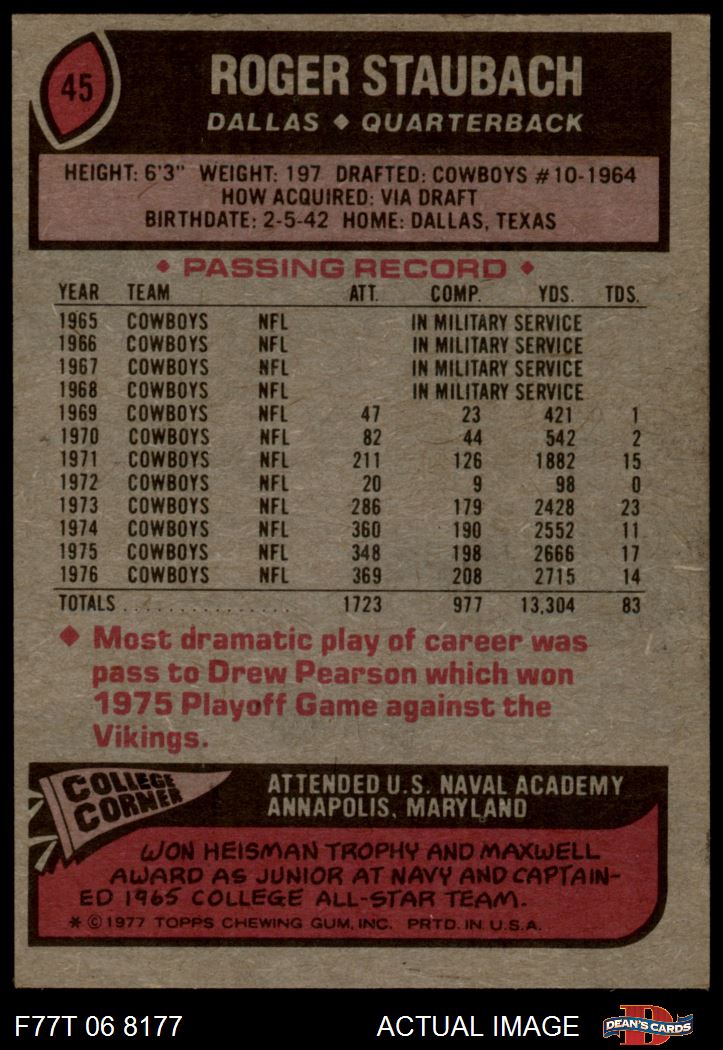 45
ROGER STAUBACH
DALLAS ◆ QUARTERBACK
HEIGHT: 6'3" WEIGHT: 197 DRAFTED: COWBOYS #10-1964
HOW ACQUIRED: VIA DRAFT
BIRTHDATE: 2-5-42 HOME: DALLAS, TEXAS
◆ PASSING RECORD ◆
YEAR TEAM ATT. COMP. YDS. TDS.
1965 COWBOYS NFL IN MILITARY SERVICE
1966 COWBOYS NFL IN MILITARY SERVICE
1967 COWBOYS NFL IN MILITARY SERVICE
1968 COWBOYS NFL IN MILITARY SERVICE
1969 COWBOYS NFL 47 23 421 1
1970 COWBOYS NFL 82 44 542 2
1971 COWBOYS NFL 211 126 1882 15
1972 COWBOYS NFL 20 9 98 0
1973 COWBOYS NFL 286 179 2428 23
1974 COWBOYS NFL 360 190 2552 11
1975 COWBOYS NFL 348 198 2666 17
1976 COWBOYS NFL 369 208 2715 14
TOTALS ................ 1723 977 13,304 83
◆ Most dramatic play of career was
pass to Drew Pearson which won
1975 Playoff Game against the
Vikings.
COLLEGE
CORNER
ATTENDED U.S. NAVAL ACADEMY
ANNAPOLIS, MARYLAND
WON HEISMAN TROPHY AND MAXWELL
AWARD AS JUNIOR AT NAVY AND CAPTAIN-
ED 1965 COLLEGE ALL-STAR TEAM.
* © 1977 TOPPS CHEWING GUM, INC. PRTD. IN U.S.A.
F77T 06 8177
ACTUAL IMAGE
D
DEAN'S CARDS